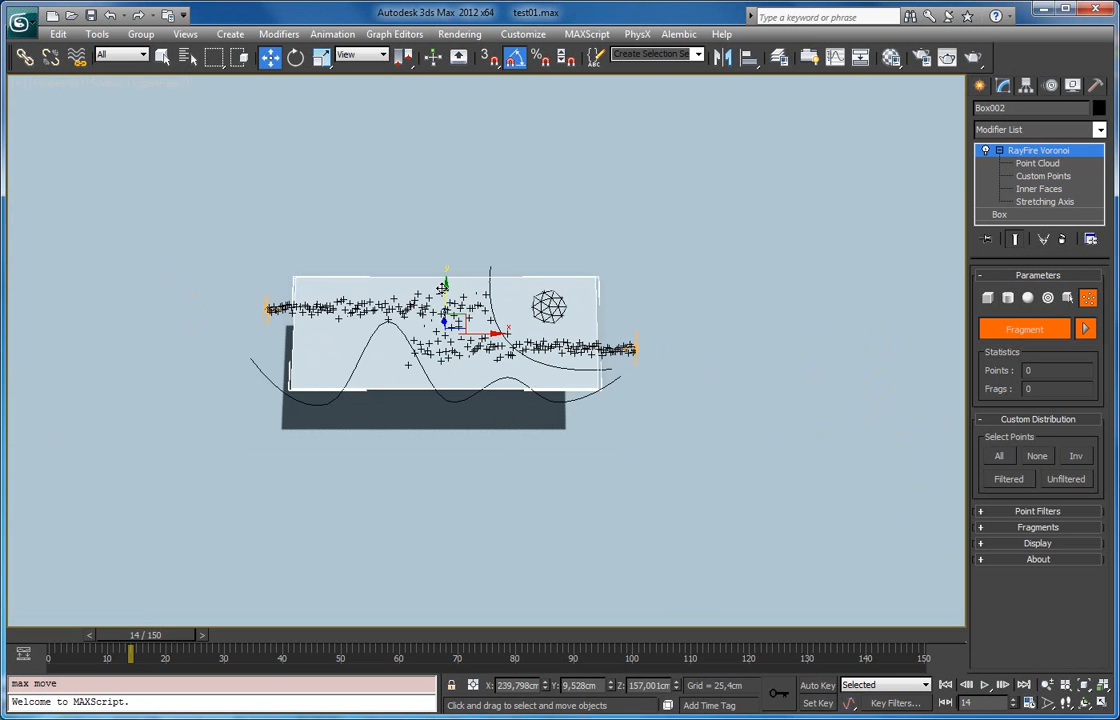 Autodesk 3ds Max 2012 x64 test01.max
Type a keyword or phrase
Edit Tools Group Views Create Modifiers Animation Graph Editors Rendering Customize MAXScript PhysX Alembic Help
All View Create Selection Se
Box002
Modifier List
RayFire Voronoi
Point Cloud
Custom Points
Inner Faces
Stretching Axis
Box
Parameters
Fragment
Statistics
Points : 0
Frags : 0
Custom Distribution
Select Points
All None Inv
Filtered Unfiltered
Point Filters
Fragments
Display
About
y
x
< 14 / 150 >
0 10 20 30 40 50 60 70 80 90 100 110 120 130 140 150
max move
Welcome to MAXScript.
X: 239,798cm Y: 9,528cm Z: 157,001cm Grid = 25,4cm
Click and drag to select and move objects
Add Time Tag
Auto Key Selected
Set Key Key Filters... 14